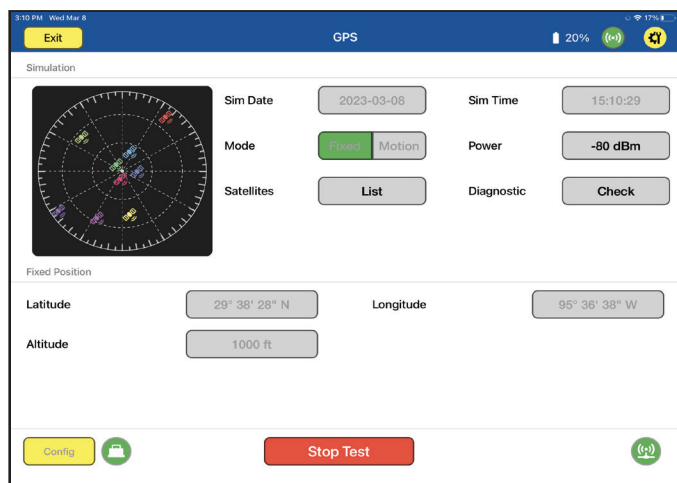 3:10 PM Wed Mar 8 17%
Exit GPS 20%
Simulation
Sim Date 2023-03-08 Sim Time 15:10:29
Mode Fixed Motion Power -80 dBm
Satellites List Diagnostic Check
Fixed Position
Latitude 29° 38' 28" N Longitude 95° 36' 38" W
Altitude 1000 ft
Config Stop Test